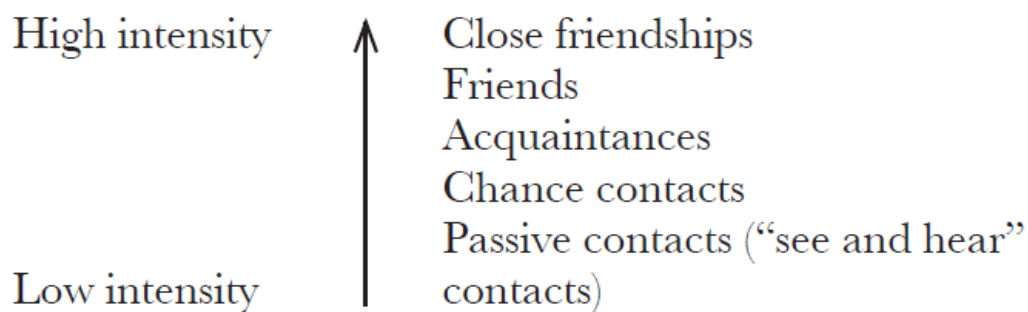 High intensity Close friendships
Friends
Acquaintances
Chance contacts
Passive contacts (“see and hear”
Low intensity contacts)